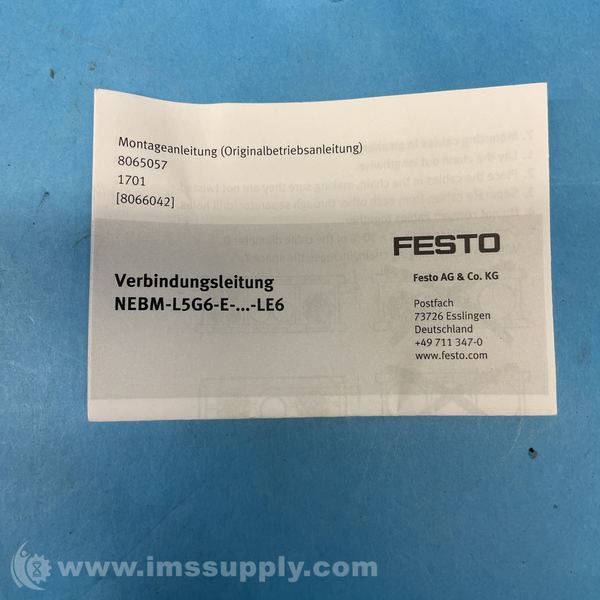 Montageanleitung (Originalbetriebsanleitung)
8065057
1701
[8066042]
FESTO
Verbindungsleitung
NEBM-L5G6-E-...-LE6
Festo AG & Co. KG
Postfach
73726 Esslingen
Deutschland
+49 711 347-0
www.festo.com
www.imssupply.com